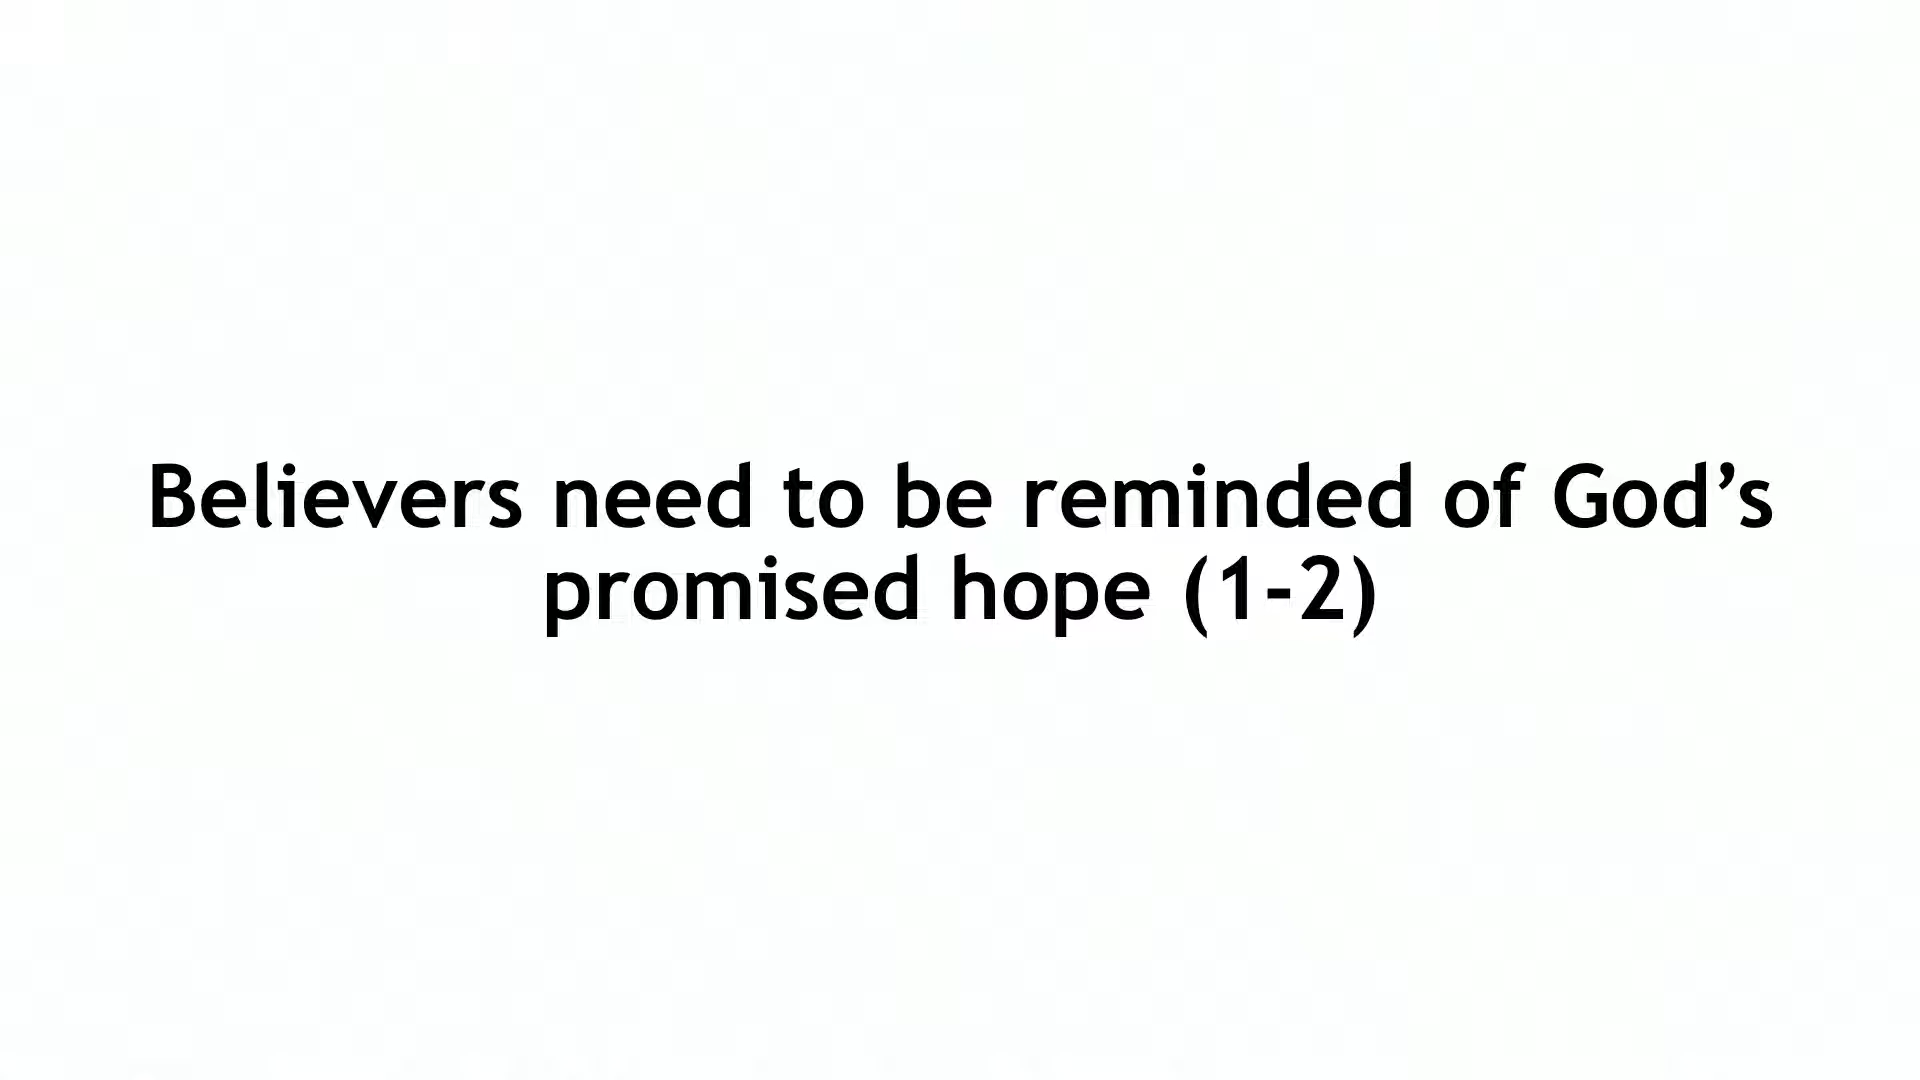 Believers need to be reminded of God’s
promised hope (1-2)